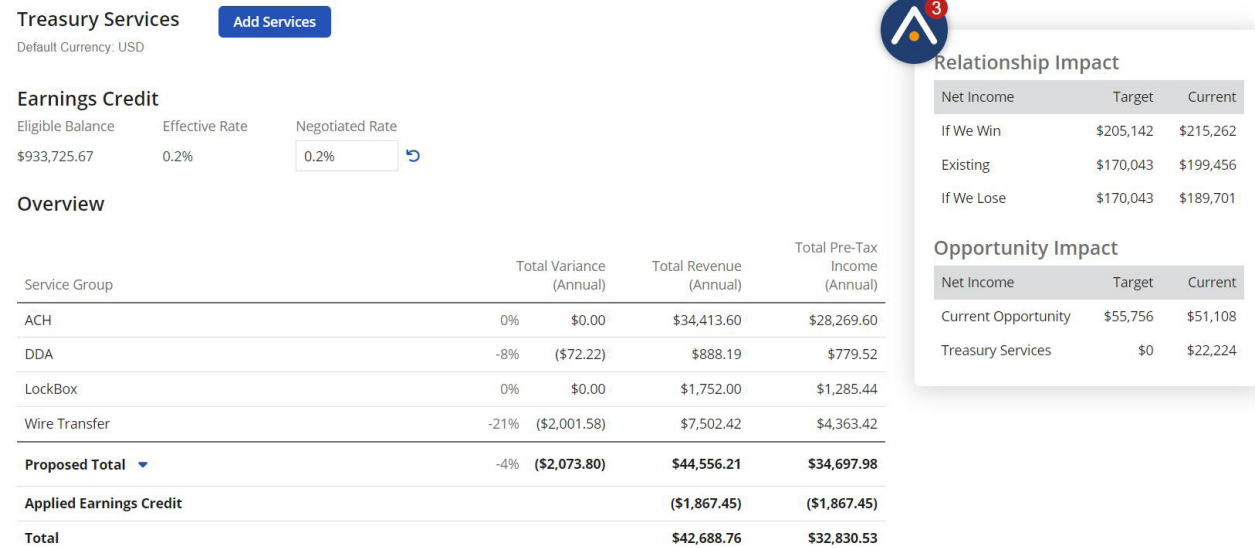 Treasury Services
Add Services
Default Currency: USD
Earnings Credit
Eligible Balance Effective Rate Negotiated Rate
$933,725.67 0.2% 0.2%
Overview
Service Group Total Variance (Annual) Total Revenue (Annual) Total Pre-Tax Income (Annual)
ACH 0% $0.00 $34,413.60 $28,269.60
DDA -8% ($72.22) $888.19 $779.52
LockBox 0% $0.00 $1,752.00 $1,285.44
Wire Transfer -21% ($2,001.58) $7,502.42 $4,363.42
Proposed Total -4% ($2,073.80) $44,556.21 $34,697.98
Applied Earnings Credit ($1,867.45) ($1,867.45)
Total $42,688.76 $32,830.53
3
Relationship Impact
Net Income Target Current
If We Win $205,142 $215,262
Existing $170,043 $199,456
If We Lose $170,043 $189,701
Opportunity Impact
Net Income Target Current
Current Opportunity $55,756 $51,108
Treasury Services $0 $22,224